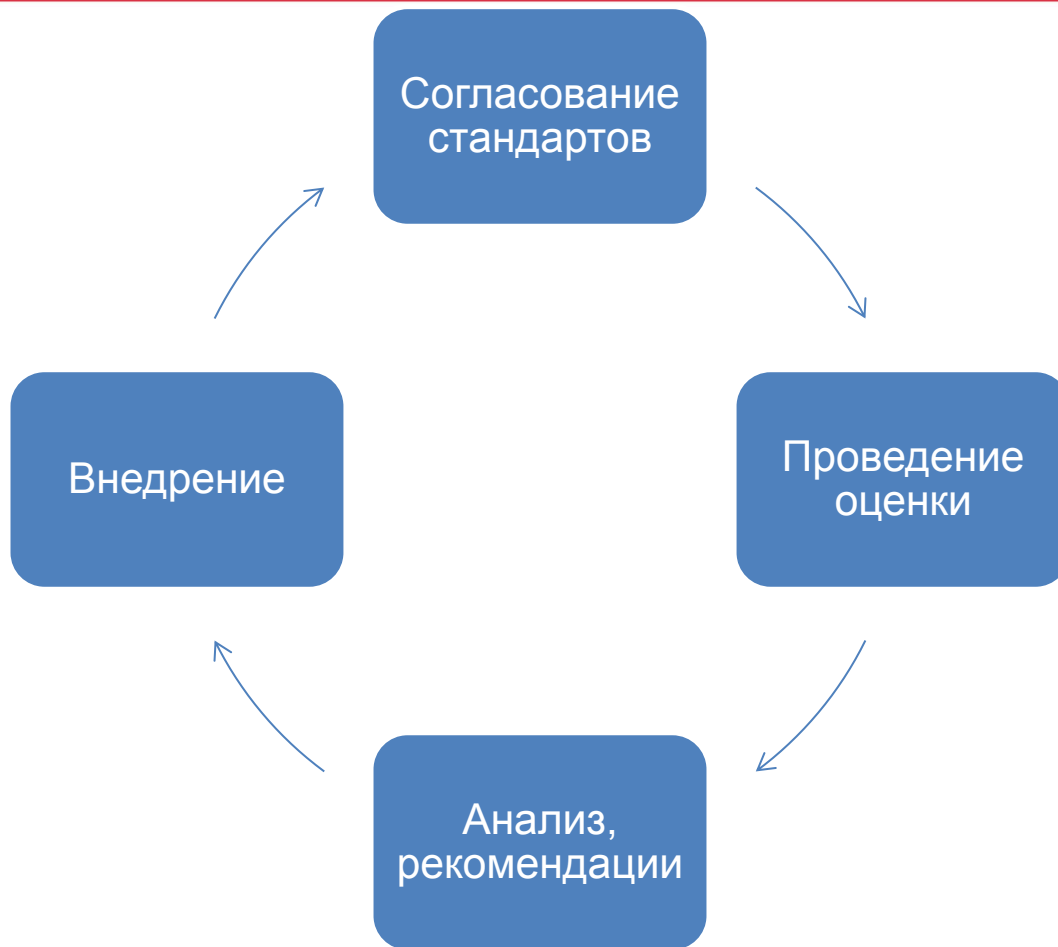 Согласование
стандартов
Проведение
оценки
Анализ,
рекомендации
Внедрение